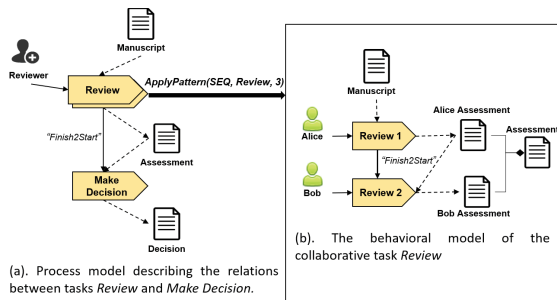 Manuscript
Reviewer
Review
ApplyPattern(SEQ, Review, 3)
"Finish2Start"
Assessment
Make
Decision
Decision
(a). Process model describing the relations
between tasks Review and Make Decision.
Manuscript
Alice Assessment
Alice
Review 1
Assessment
"Finish2Start"
Bob
Review 2
Bob Assessment
(b). The behavioral model of the
collaborative task Review